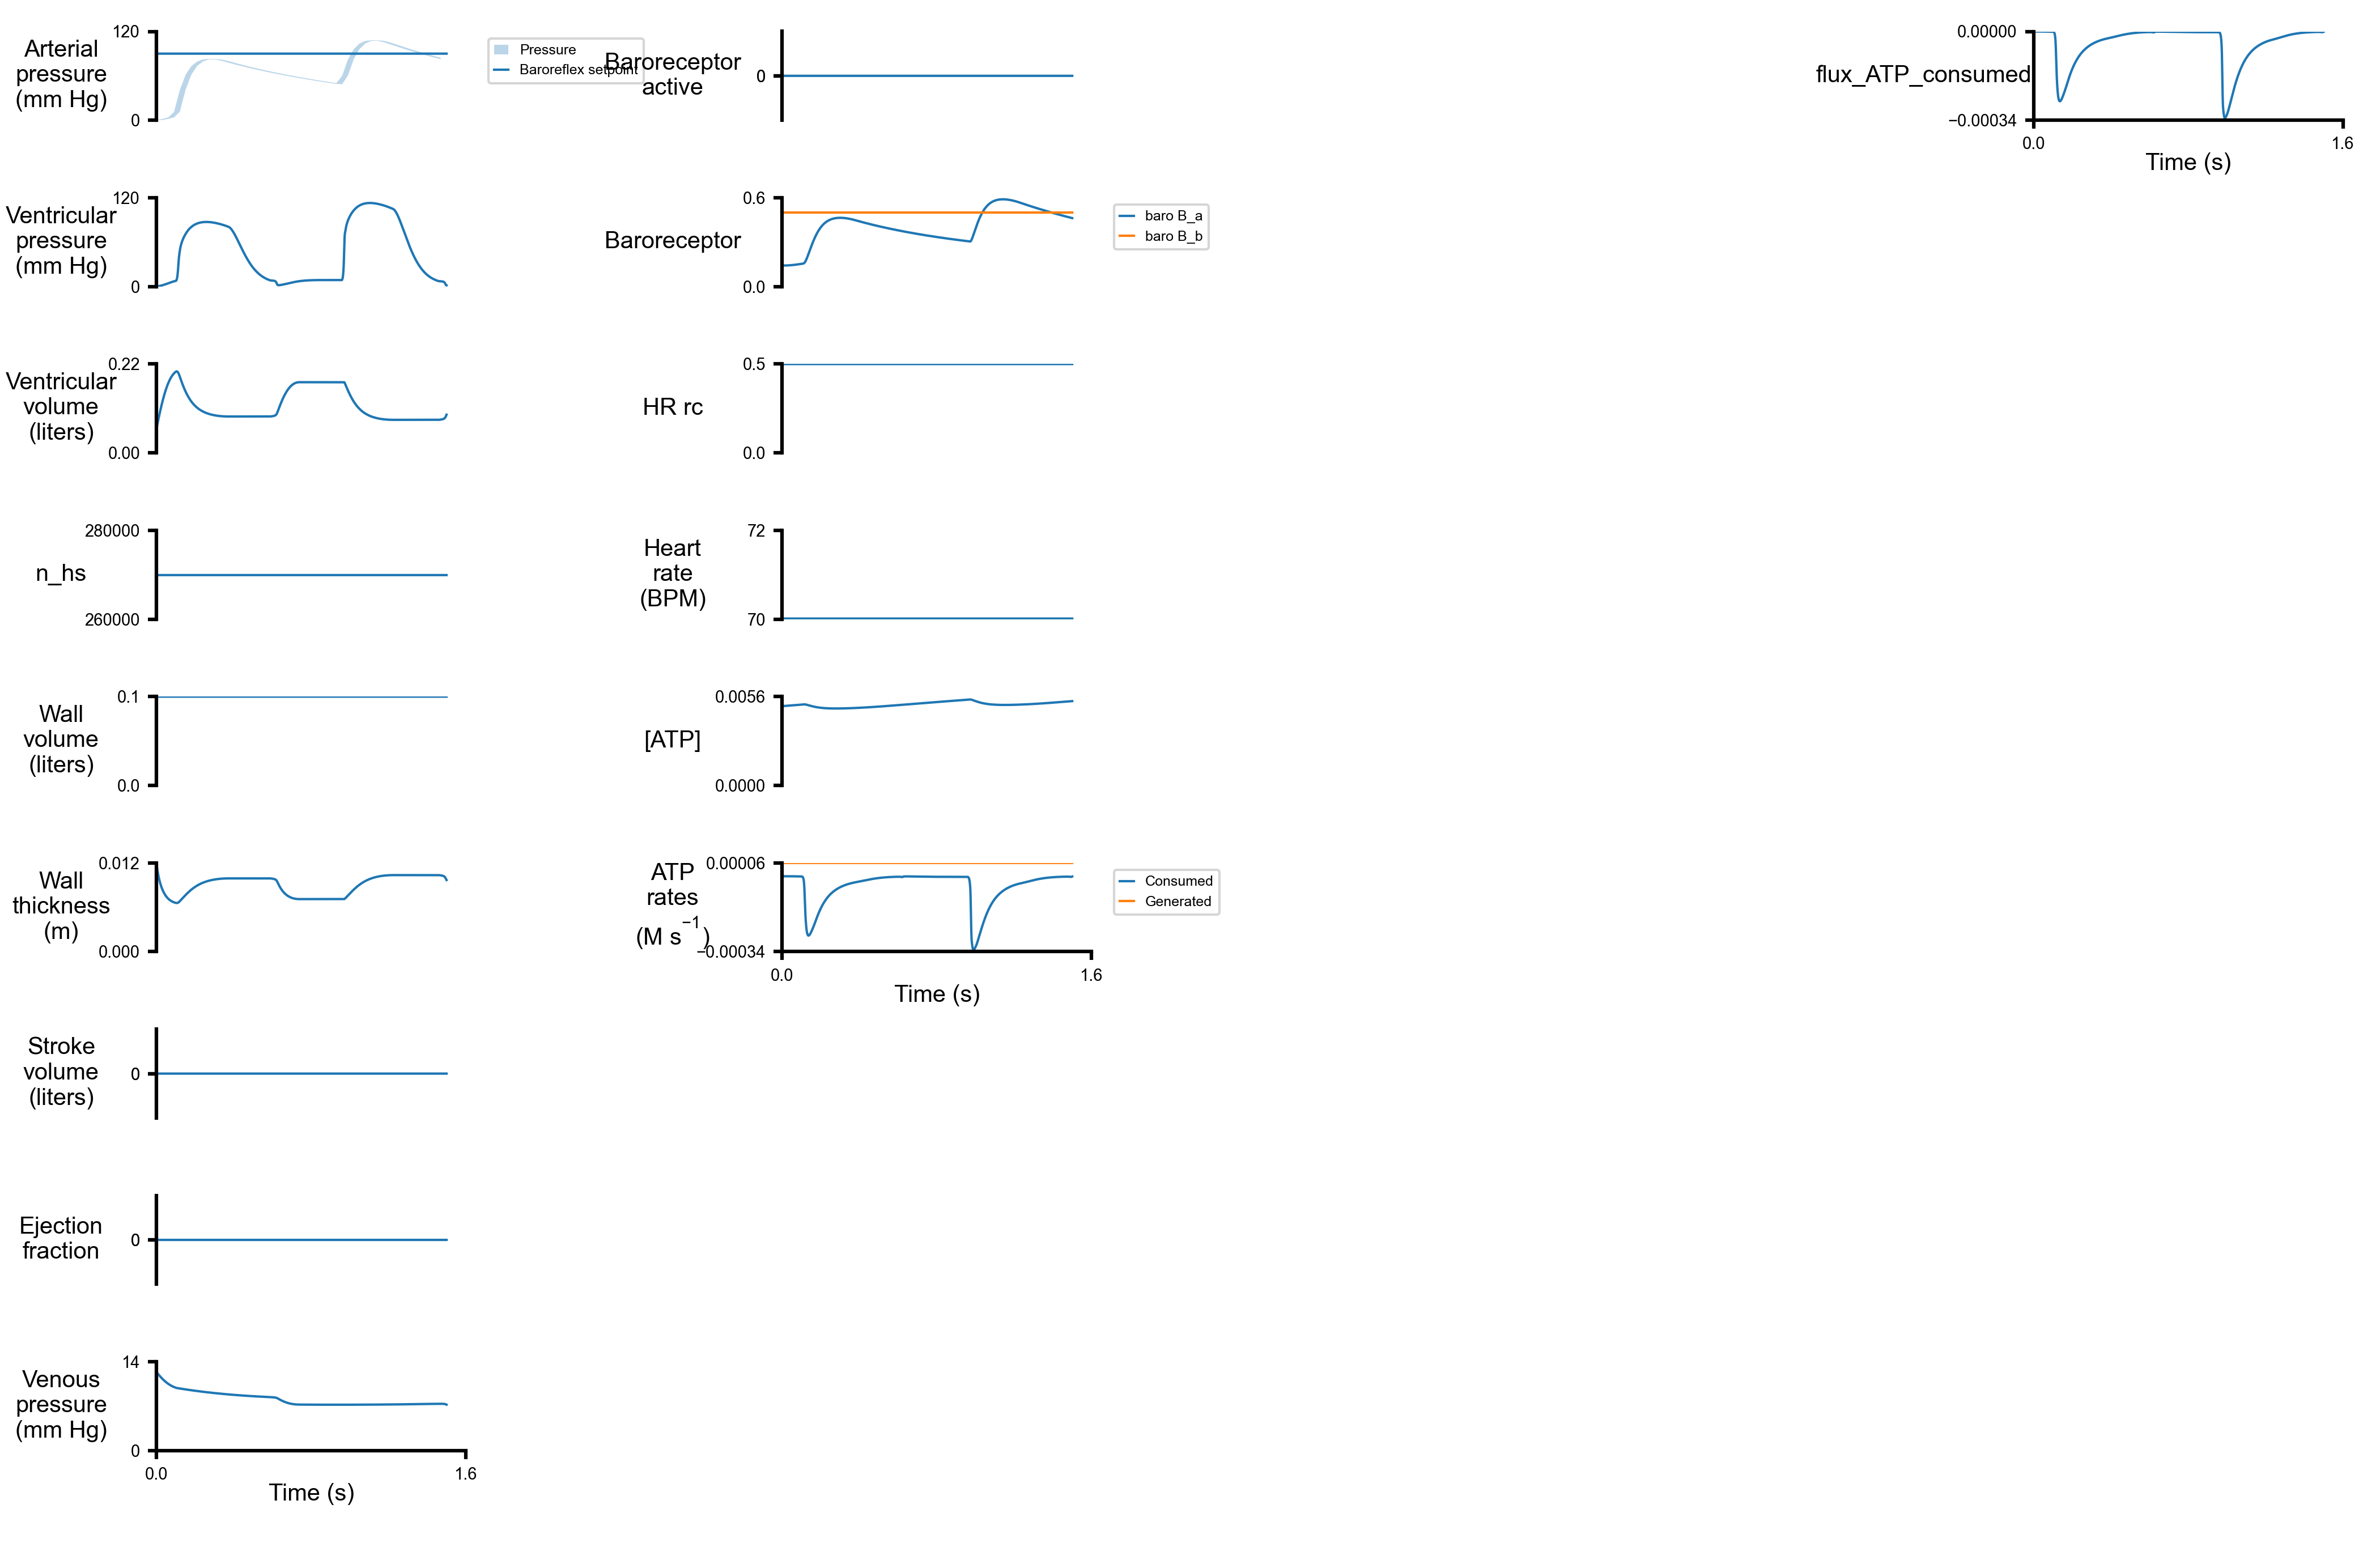 Arterial
pressure
(mm Hg)
120
0
Pressure
Baroreflex setpoint
Baroreceptor
active
0
flux_ATP_consumed
0.00000
−0.00034
0.0
1.6
Time (s)
Ventricular
pressure
(mm Hg)
120
0
Baroreceptor
0.6
0.0
baro B_a
baro B_b
Ventricular
volume
(liters)
0.22
0.00
HR rc
0.5
0.0
n_hs
280000
260000
Heart
rate
(BPM)
72
70
Wall
volume
(liters)
0.1
0.0
[ATP]
0.0056
0.0000
Wall
thickness
(m)
0.012
0.000
ATP
rates
(M s⁻¹)
0.00006
−0.00034
Consumed
Generated
0.0
1.6
Time (s)
Stroke
volume
(liters)
0
Ejection
fraction
0
Venous
pressure
(mm Hg)
14
0
0.0
1.6
Time (s)